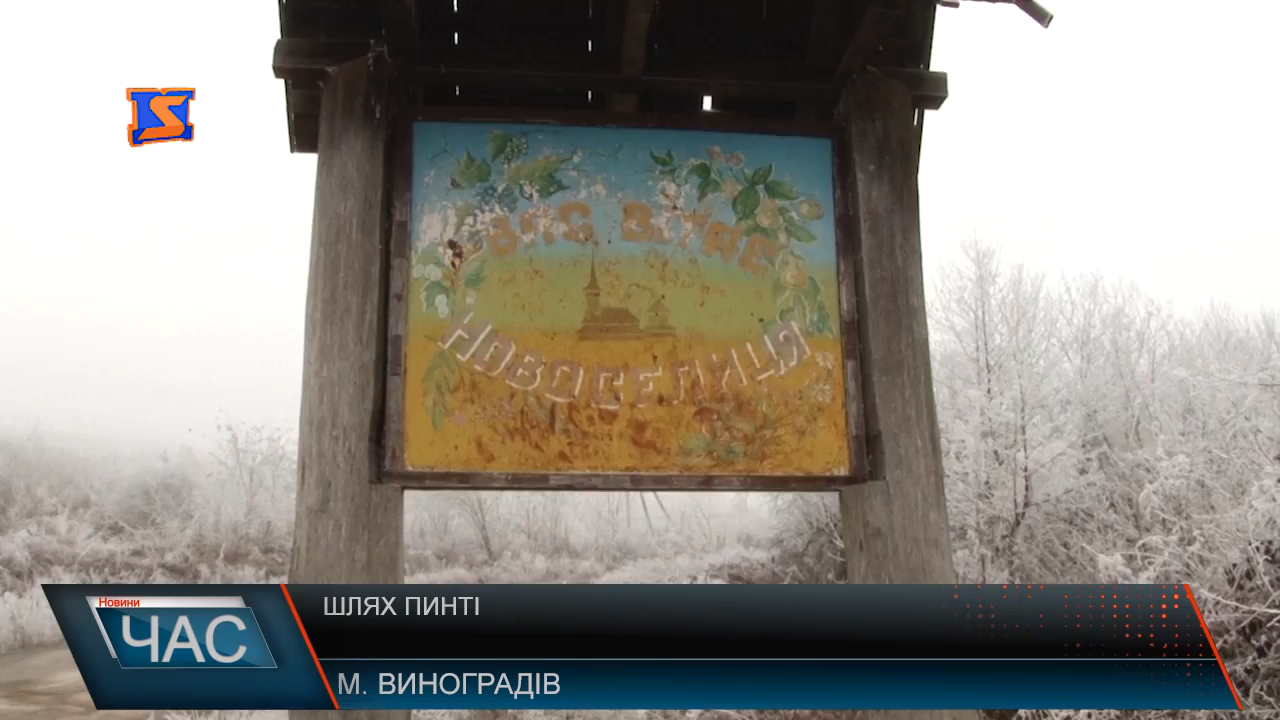 ВАС ВІТАЄ
НОВОСЕЛИЦЯ
Новини
ЧАС
ШЛЯХ ПИНТІ
М. ВИНОГРАДІВ